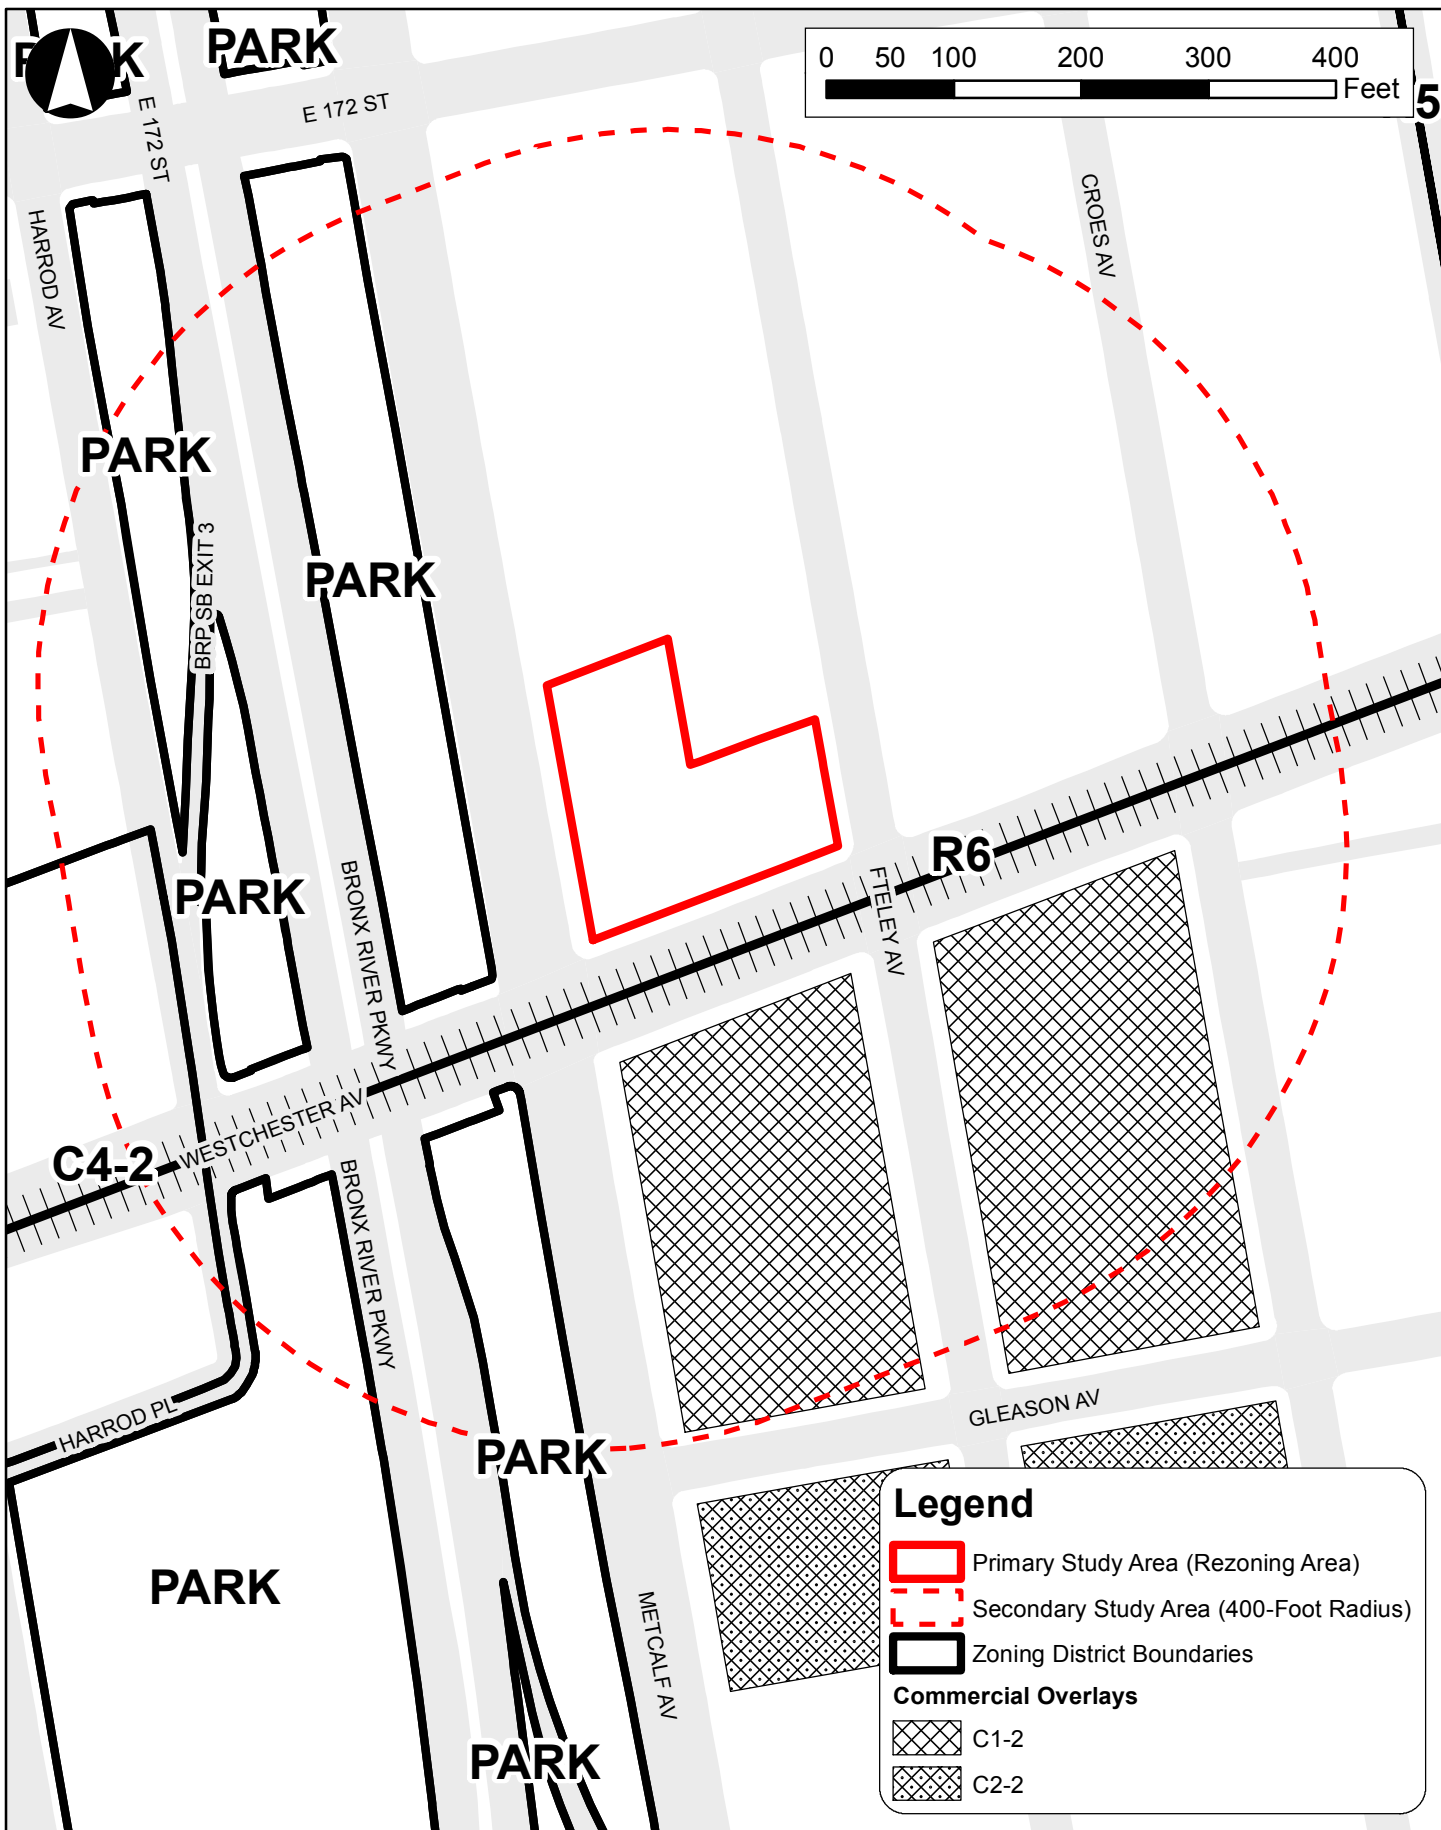 PARK
0 50 100 200 300 400
Feet
5
E 172 ST
E 172 ST
HARROD AV
CROES AV
PARK
BRP SB EXIT 3
PARK
PARK
BRONX RIVER PKWY
R6
FTELEY AV
WESTCHESTER AV
C4-2
BRONX RIVER PKWY
HARROD PL
GLEASON AV
PARK
PARK
METCALF AV
PARK
Legend
Primary Study Area (Rezoning Area)
Secondary Study Area (400-Foot Radius)
Zoning District Boundaries
Commercial Overlays
C1-2
C2-2